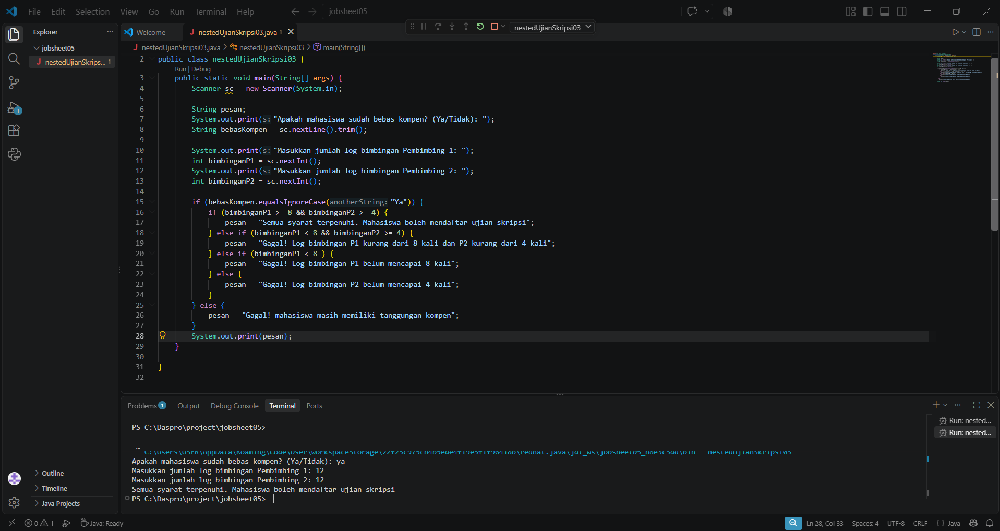 File Edit Selection View Go Run Terminal Help
jobsheet05
Explorer
jobsheet05
nestedUjianSkrips... 1
Outline
Timeline
Java Projects
Welcome
nestedUjianSkripsi03.java 1
nestedUjianSkripsi03
nestedUjianSkripsi03.java > nestedUjianSkripsi03 > main(String[])
2 public class nestedUjianSkripsi03 {
Run | Debug
3 public static void main(String[] args) {
4 Scanner sc = new Scanner(System.in);
5
6 String pesan;
7 System.out.print(s: "Apakah mahasiswa sudah bebas kompen? (Ya/Tidak): ");
8 String bebasKompen = sc.nextLine().trim();
9
10 System.out.print(s: "Masukkan jumlah log bimbingan Pembimbing 1: ");
11 int bimbinganP1 = sc.nextInt();
12 System.out.print(s: "Masukkan jumlah log bimbingan Pembimbing 2: ");
13 int bimbinganP2 = sc.nextInt();
14
15 if (bebasKompen.equalsIgnoreCase(anotherString: "Ya")) {
16 if (bimbinganP1 >= 8 && bimbinganP2 >= 4) {
17 pesan = "Semua syarat terpenuhi. Mahasiswa boleh mendaftar ujian skripsi";
18 } else if (bimbinganP1 < 8 && bimbinganP2 >= 4) {
19 pesan = "Gagal! Log bimbingan P1 kurang dari 8 kali dan P2 kurang dari 4 kali";
20 } else if (bimbinganP1 < 8 ) {
21 pesan = "Gagal! Log bimbingan P1 belum mencapai 8 kali";
22 } else {
23 pesan = "Gagal! Log bimbingan P2 belum mencapai 4 kali";
24 }
25 } else {
26 pesan = "Gagal! mahasiswa masih memiliki tanggungan kompen";
27 }
28 System.out.print(pesan);
29 }
30
31 }
32
Problems 1 Output Debug Console Terminal Ports
PS C:\Daspro\project\jobsheet05>
…
Apakah mahasiswa sudah bebas kompen? (Ya/Tidak): ya
Masukkan jumlah log bimbingan Pembimbing 1: 12
Masukkan jumlah log bimbingan Pembimbing 2: 12
Semua syarat terpenuhi. Mahasiswa boleh mendaftar ujian skripsi
PS C:\Daspro\project\jobsheet05>
Run: nested...
Run: nested...
0 1 Java: Ready
Ln 28, Col 33 Spaces: 4 UTF-8 CRLF {} Java